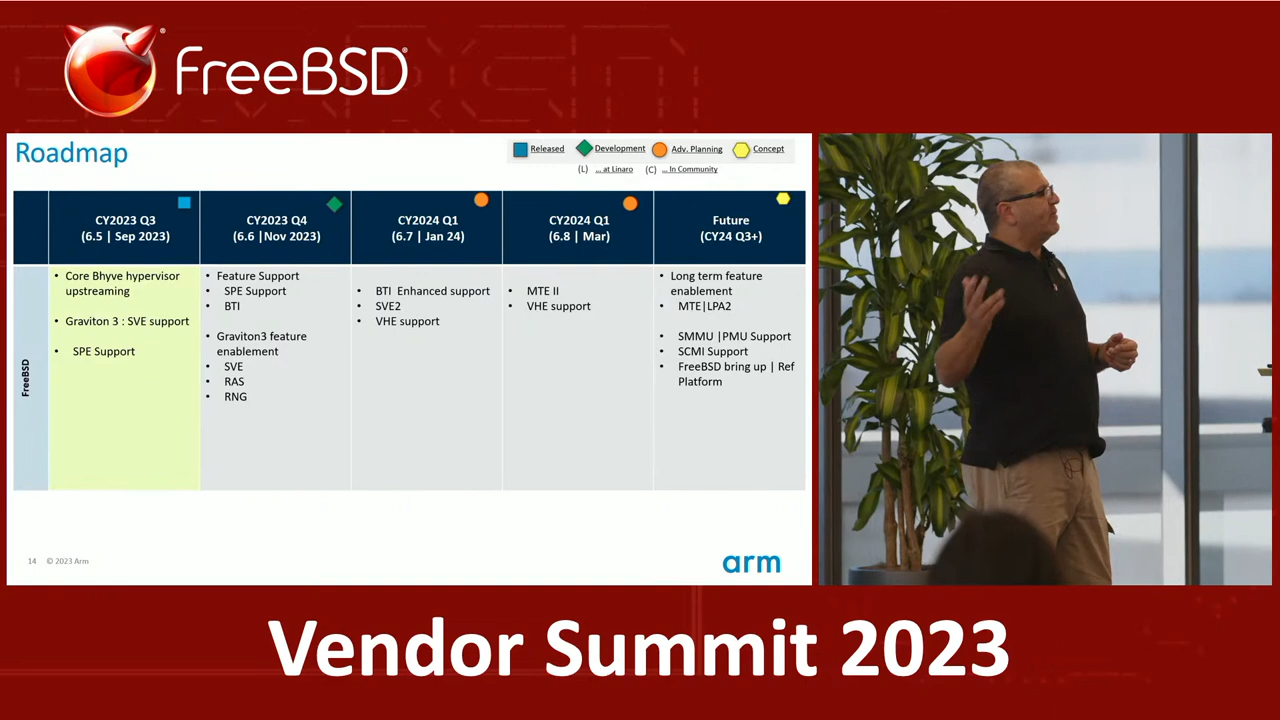 FreeBSD®
Roadmap
Released
Development
Adv. Planning
Concept
(L) ... at Linaro (C) ... In Community
CY2023 Q3
(6.5 | Sep 2023)
CY2023 Q4
(6.6 |Nov 2023)
CY2024 Q1
(6.7 | Jan 24)
CY2024 Q1
(6.8 | Mar)
Future
(CY24 Q3+)
FreeBSD
• Core Bhyve hypervisor
upstreaming
• Graviton 3 : SVE support
• SPE Support
• Feature Support
• SPE Support
• BTI
• Graviton3 feature
enablement
• SVE
• RAS
• RNG
• BTI Enhanced support
• SVE2
• VHE support
• MTE II
• VHE support
• Long term feature
enablement
• MTE|LPA2
• SMMU |PMU Support
• SCMI Support
• FreeBSD bring up | Ref
Platform
14 © 2023 Arm
arm
Vendor Summit 2023